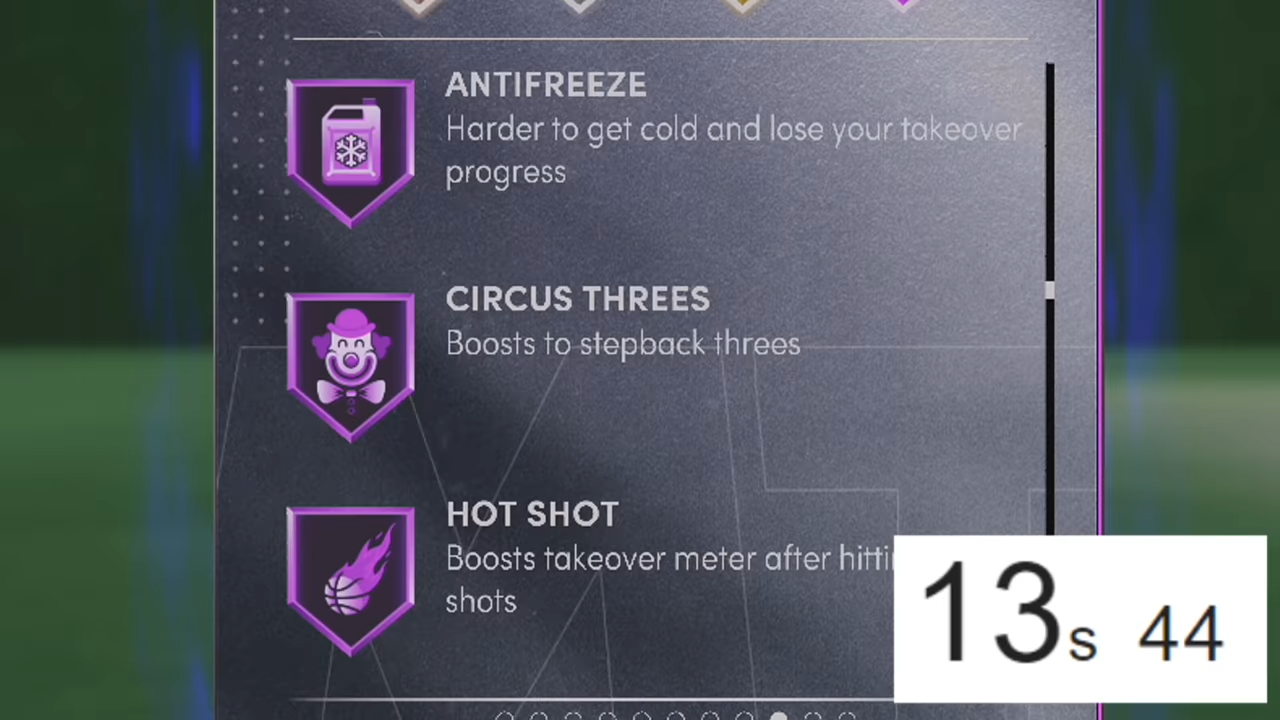 ANTIFREEZE
Harder to get cold and lose your takeover
progress
CIRCUS THREES
Boosts to stepback threes
HOT SHOT
Boosts takeover meter after
shots
13s 44